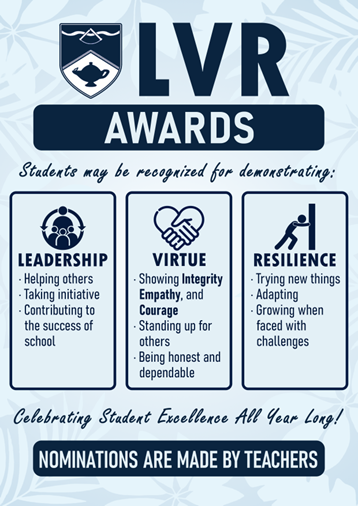 LVR
AWARDS
Students may be recognized for demonstrating:
LEADERSHIP
· Helping others
· Taking initiative
· Contributing to
the success of
school
VIRTUE
· Showing Integrity
Empathy, and
Courage
· Standing up for
others
· Being honest and
dependable
RESILIENCE
· Trying new things
· Adapting
· Growing when
faced with
challenges
Celebrating Student Excellence All Year Long!
NOMINATIONS ARE MADE BY TEACHERS